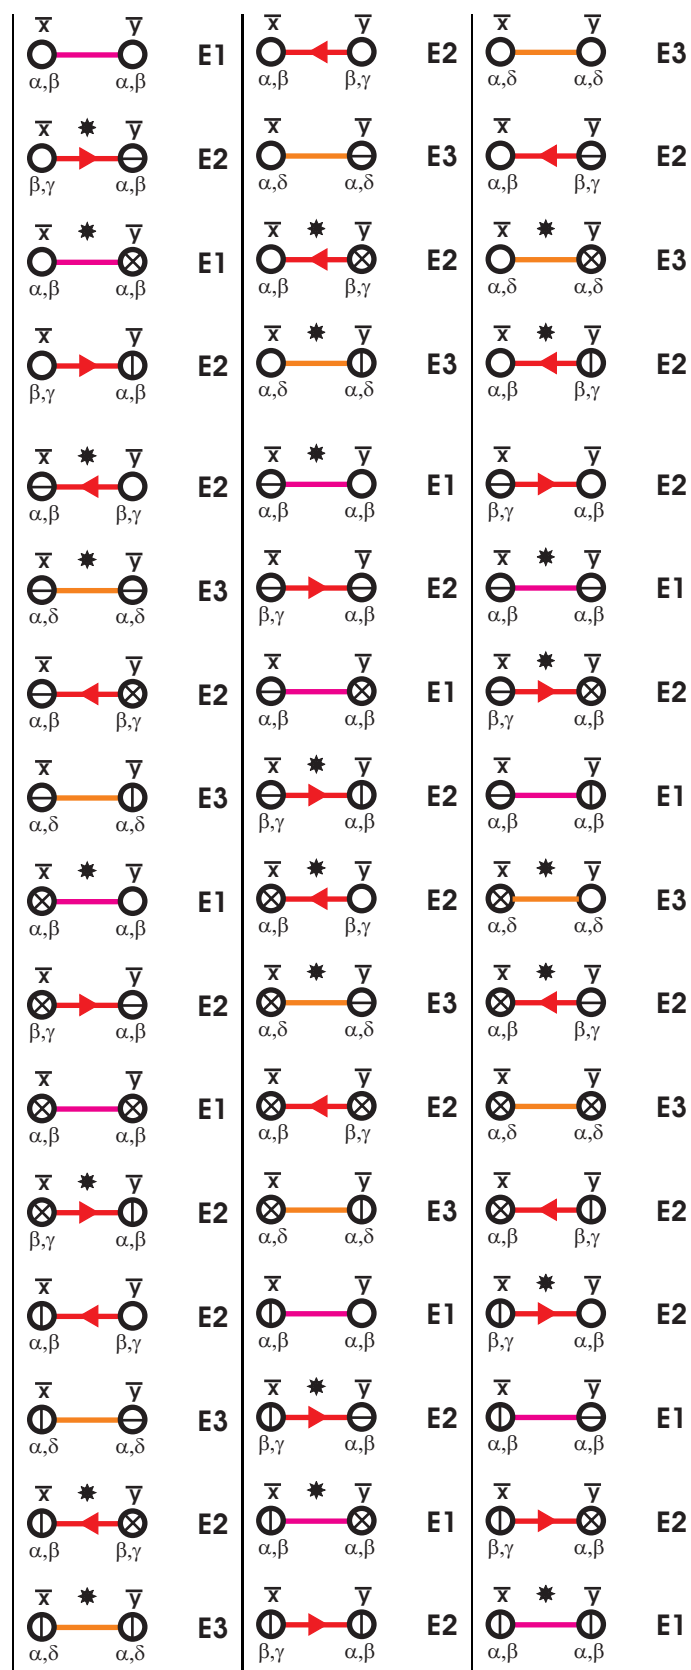 x̄ ȳ x̄ ȳ x̄ ȳ
E1 E2 E3
α,β α,β α,β β,γ α,δ α,δ
x̄ ȳ x̄ ȳ x̄ ȳ
E2 E3 E2
β,γ α,β α,δ α,δ α,β β,γ
x̄ ȳ x̄ ȳ x̄ ȳ
E1 E2 E3
α,β α,β α,β β,γ α,δ α,δ
x̄ ȳ x̄ ȳ x̄ ȳ
E2 E3 E2
β,γ α,β α,δ α,δ α,β β,γ
x̄ ȳ x̄ ȳ x̄ ȳ
E2 E1 E2
α,β β,γ α,β α,β β,γ α,β
x̄ ȳ x̄ ȳ x̄ ȳ
E3 E2 E1
α,δ α,δ β,γ α,β α,β α,β
x̄ ȳ x̄ ȳ x̄ ȳ
E2 E1 E2
α,β β,γ α,β α,β β,γ α,β
x̄ ȳ x̄ ȳ x̄ ȳ
E3 E2 E1
α,δ α,δ β,γ α,β α,β α,β
x̄ ȳ x̄ ȳ x̄ ȳ
E1 E2 E3
α,β α,β α,β β,γ α,δ α,δ
x̄ ȳ x̄ ȳ x̄ ȳ
E2 E3 E2
β,γ α,β α,δ α,δ α,β β,γ
x̄ ȳ x̄ ȳ x̄ ȳ
E1 E2 E3
α,β α,β α,β β,γ α,δ α,δ
x̄ ȳ x̄ ȳ x̄ ȳ
E2 E3 E2
β,γ α,β α,δ α,δ α,β β,γ
x̄ ȳ x̄ ȳ x̄ ȳ
E2 E1 E2
α,β β,γ α,β α,β β,γ α,β
x̄ ȳ x̄ ȳ x̄ ȳ
E3 E2 E1
α,δ α,δ β,γ α,β α,β α,β
x̄ ȳ x̄ ȳ x̄ ȳ
E2 E1 E2
α,β β,γ α,β α,β β,γ α,β
x̄ ȳ x̄ ȳ x̄ ȳ
E3 E2 E1
α,δ α,δ β,γ α,β α,β α,β